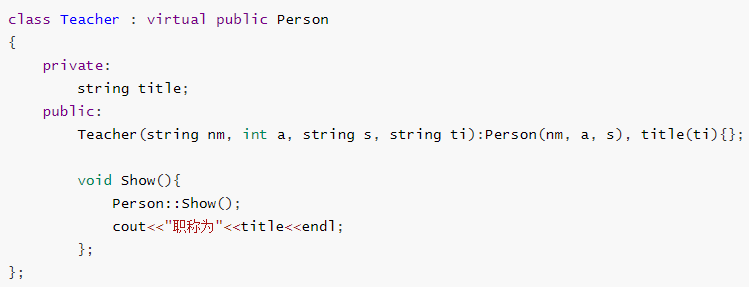 class Teacher : virtual public Person
{
    private:
        string title;
    public:
        Teacher(string nm, int a, string s, string ti):Person(nm, a, s), title(ti){};
        void Show(){
            Person::Show();
            cout<<"职称为"<<title<<endl;
        };
};